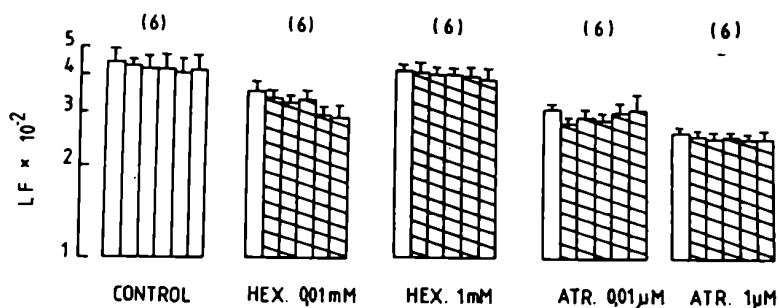 (6) (6) (6) (6) (6)
5
4
3
2
1
LF × 10⁻²
CONTROL HEX. 0,01mM HEX. 1mM ATR. 0,01μM ATR. 1μM